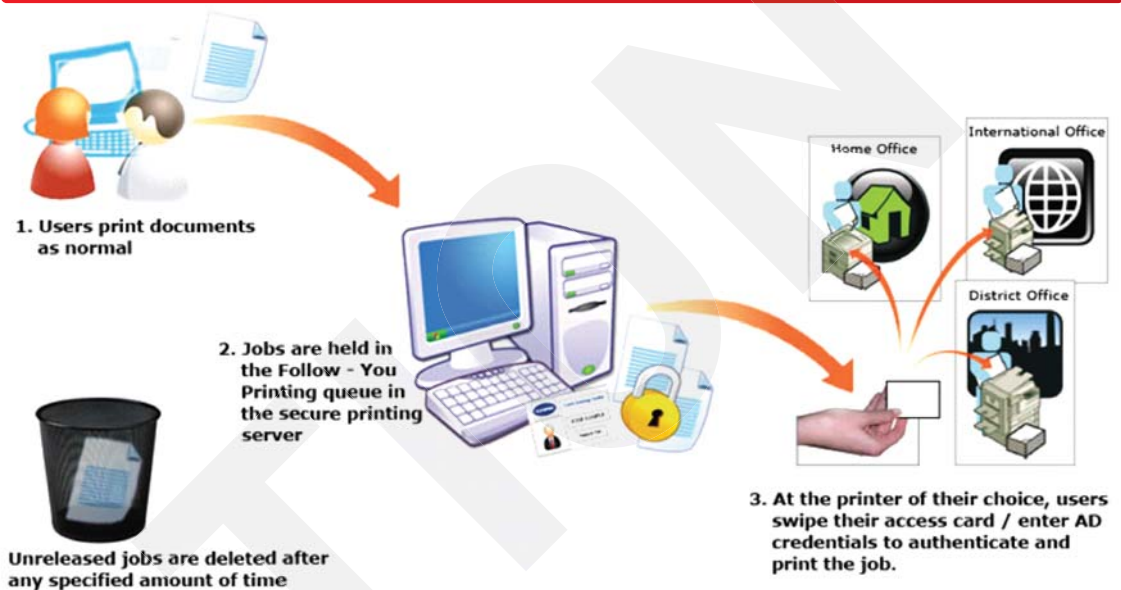 1. Users print documents
as normal
2. Jobs are held in
the Follow - You
Printing queue in
the secure printing
server
Home Office
International Office
District Office
3. At the printer of their choice, users
swipe their access card / enter AD
credentials to authenticate and
print the job.
Unreleased jobs are deleted after
any specified amount of time